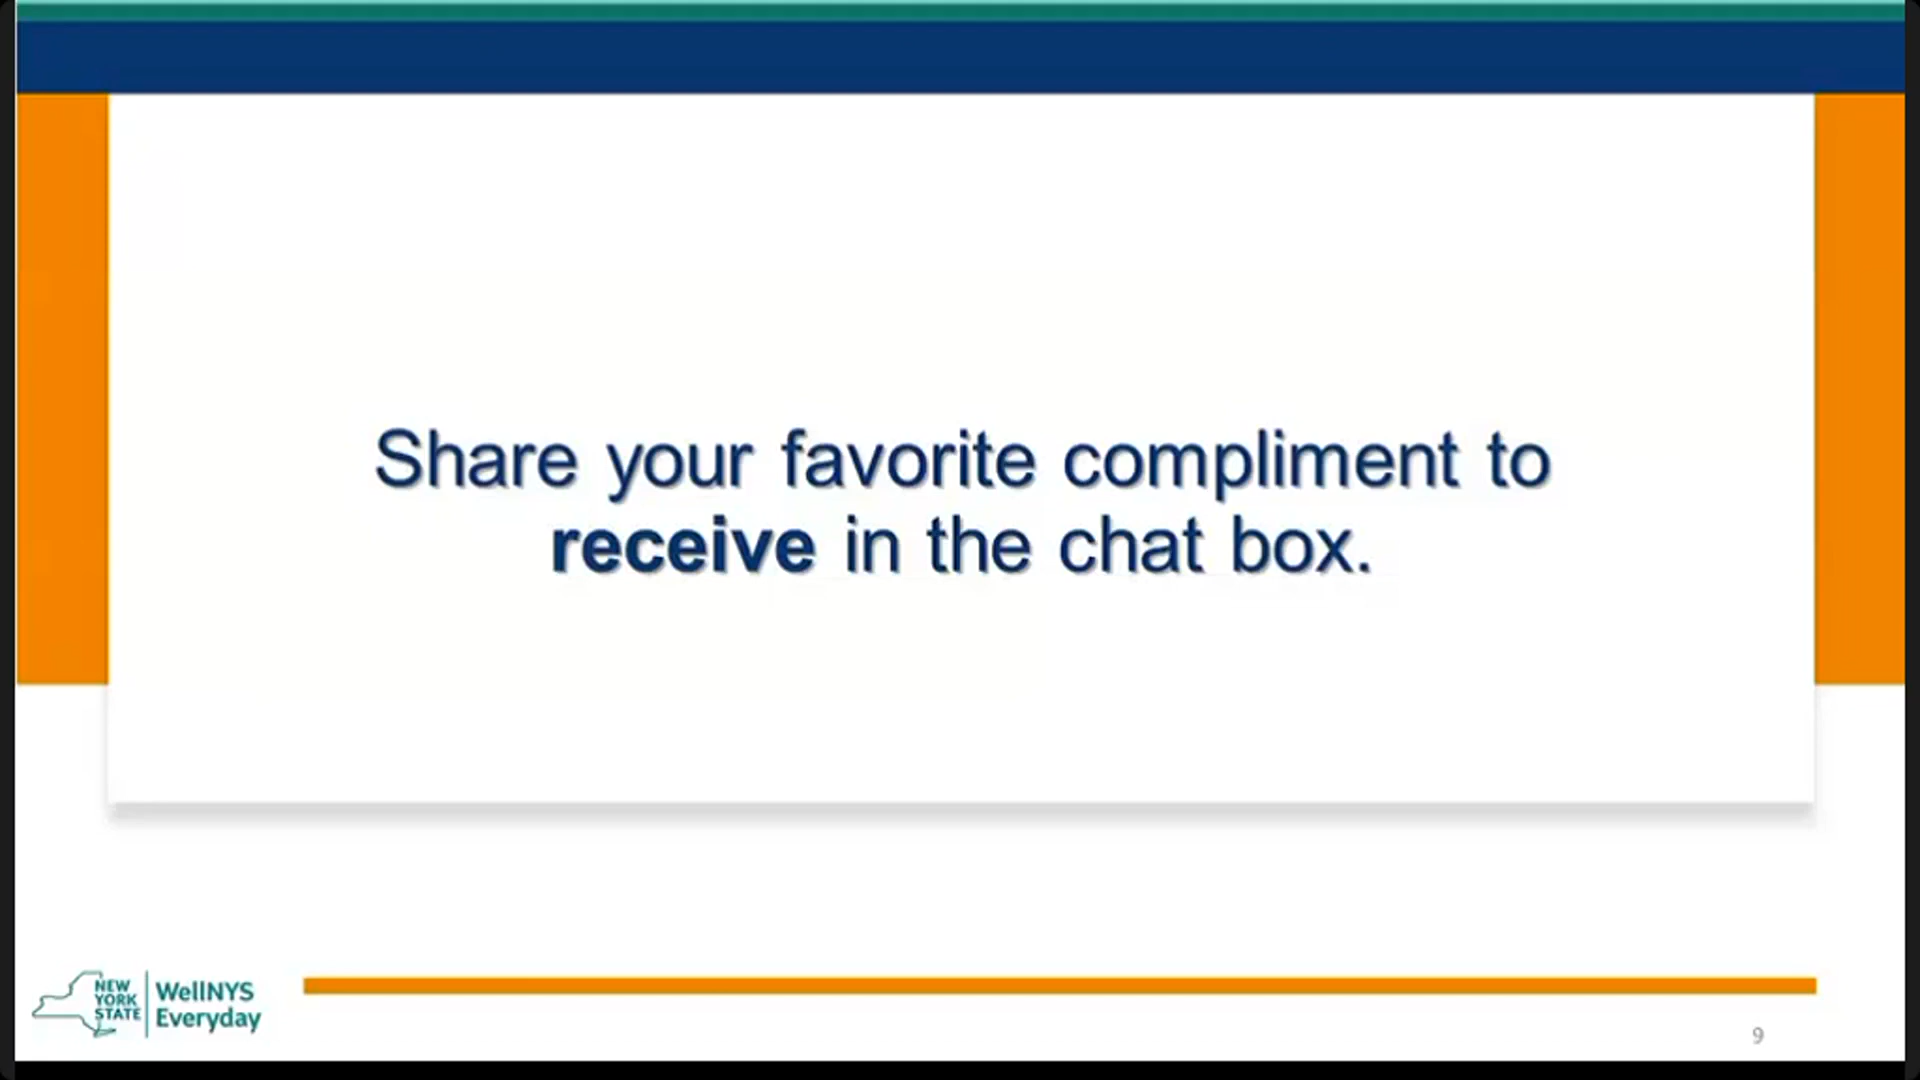 Share your favorite compliment to
receive in the chat box.
NEW
YORK
STATE
WellNYS
Everyday
9